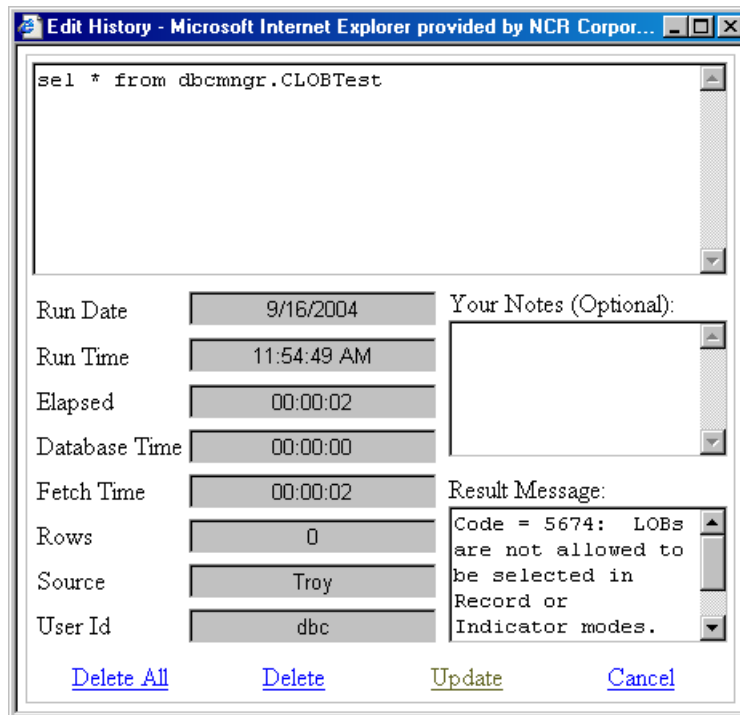 Edit History - Microsoft Internet Explorer provided by NCR Corpor...
sel * from dbcmngr.CLOBTest
Run Date 9/16/2004
Run Time 11:54:49 AM
Elapsed 00:00:02
Database Time 00:00:00
Fetch Time 00:00:02
Rows 0
Source Troy
User Id dbc
Your Notes (Optional):
Result Message:
Code = 5674:  LOBs
are not allowed to
be selected in
Record or
Indicator modes.
Delete All Delete Update Cancel